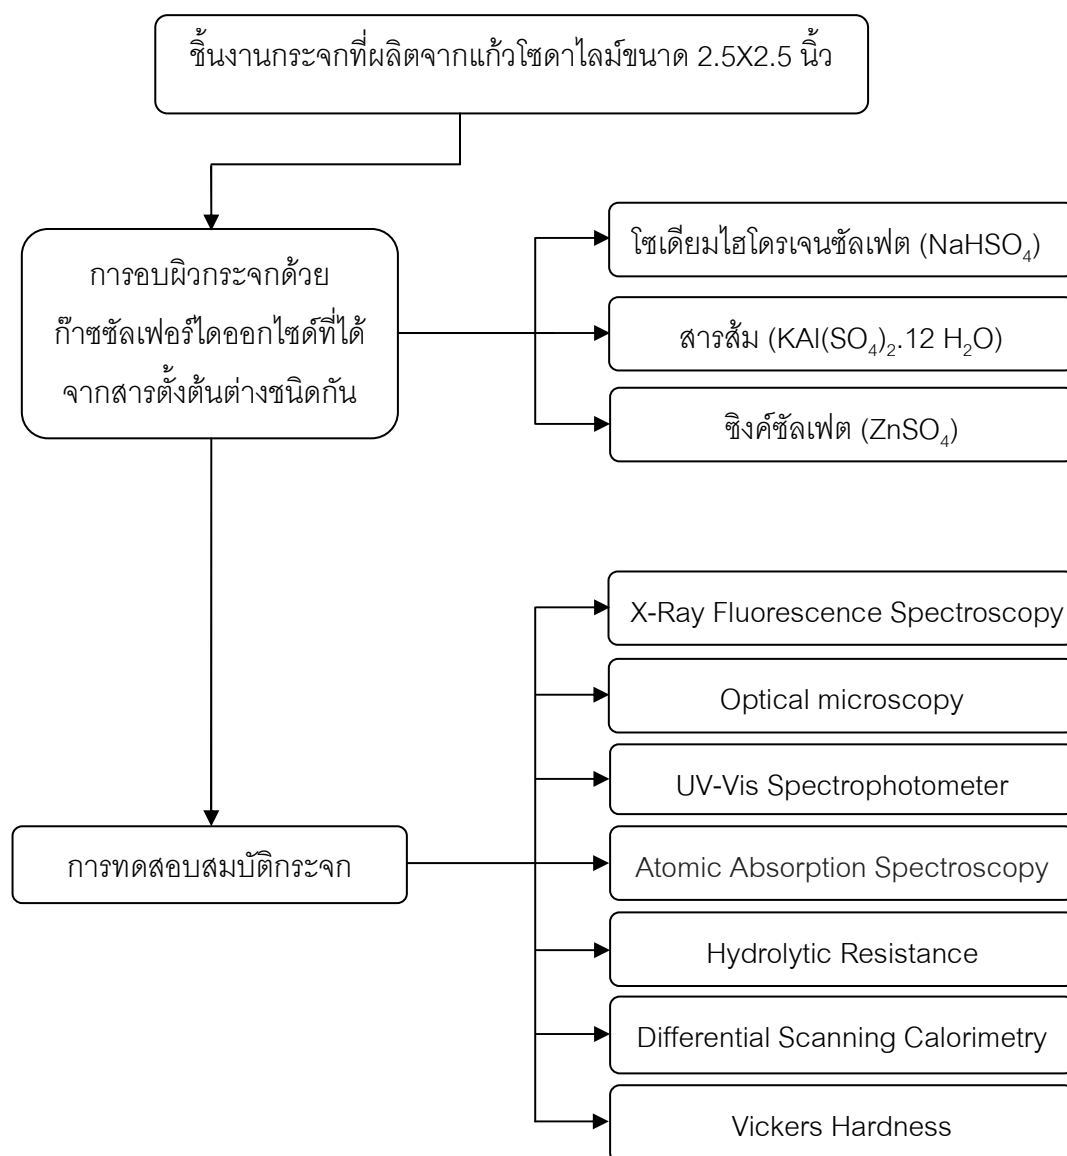 ชิ้นงานกระจกที่ผลิตจากแก้วโซดาไลม์ขนาด 2.5X2.5 นิ้ว
การอบผิวกระจกด้วย
ก๊าซซัลเฟอร์ไดออกไซด์ที่ได้
จากสารตั้งต้นต่างชนิดกัน
โซเดียมไฮโดรเจนซัลเฟต (NaHSO₄)
สารส้ม (KAl(SO₄)₂.12 H₂O)
ซิงค์ซัลเฟต (ZnSO₄)
การทดสอบสมบัติกระจก
X-Ray Fluorescence Spectroscopy
Optical microscopy
UV-Vis Spectrophotometer
Atomic Absorption Spectroscopy
Hydrolytic Resistance
Differential Scanning Calorimetry
Vickers Hardness